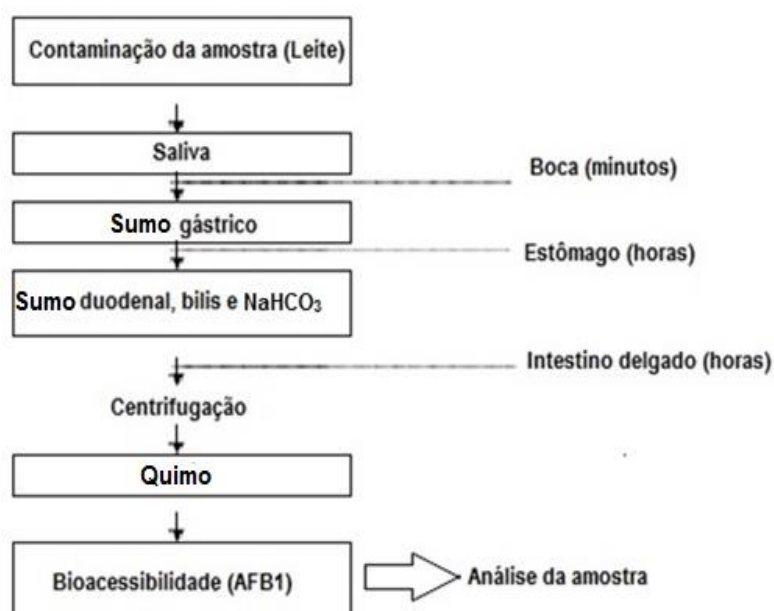 Contaminação da amostra (Leite)
Saliva
Boca (minutos)
Sumo gástrico
Estômago (horas)
Sumo duodenal, bilis e NaHCO₃
Intestino delgado (horas)
Centrifugação
Quimo
Bioacessibilidade (AFB1)
Análise da amostra